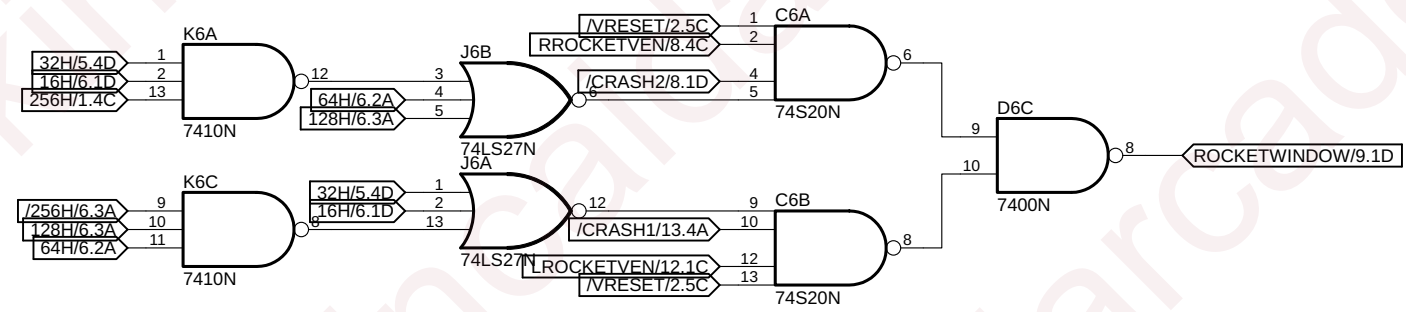 K6A
32H/5.4D 1
16H/6.1D 2
256H/1.4C 13
12
7410N
J6B
3
64H/6.2A 4
128H/6.3A 5
6
74LS27N
C6A
/VRESET/2.5C 1
RROCKETVEN/8.4C 2
/CRASH2/8.1D 4
5
6
74S20N
D6C
9
10
8
7400N
ROCKETWINDOW/9.1D
K6C
/256H/6.3A 9
128H/6.3A 10
64H/6.2A 11
8
7410N
J6A
32H/5.4D 1
16H/6.1D 2
13
12
74LS27N
C6B
9
/CRASH1/13.4A 10
LROCKETVEN/12.1C 12
/VRESET/2.5C 13
8
74S20N